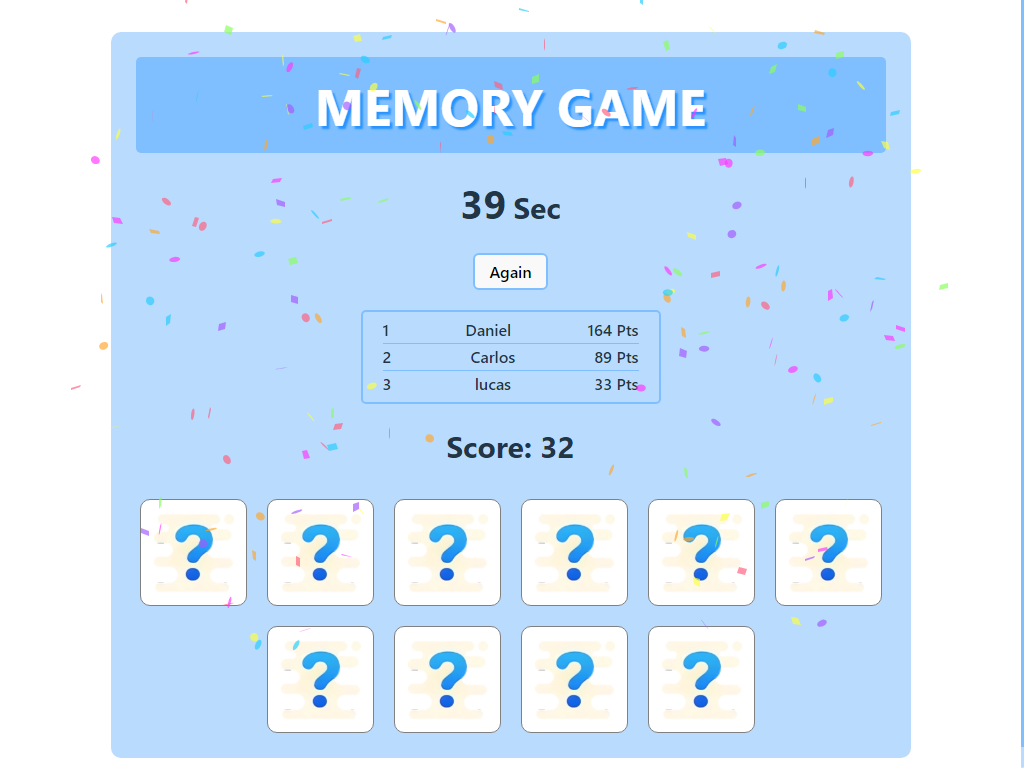 MEMORY GAME
39 Sec
Again
1 Daniel 164 Pts
2 Carlos 89 Pts
3 lucas 33 Pts
Score: 32
? ? ? ? ? ?
? ? ? ?